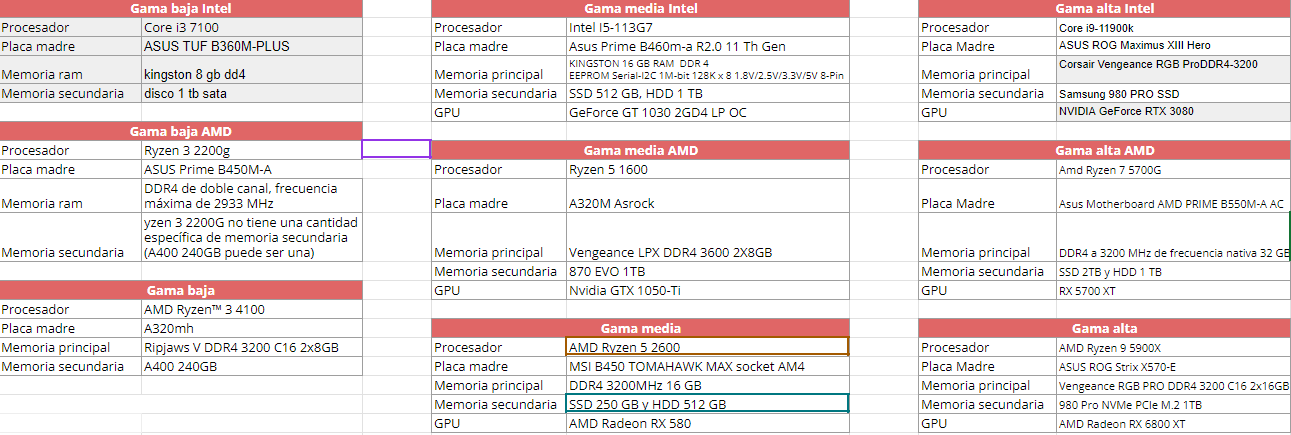 Gama baja Intel
Procesador Core i3 7100
Placa madre ASUS TUF B360M-PLUS
Memoria ram kingston 8 gb dd4
Memoria secundaria disco 1 tb sata
Gama baja AMD
Procesador Ryzen 3 2200g
Placa madre ASUS Prime B450M-A
Memoria ram DDR4 de doble canal, frecuencia
máxima de 2933 MHz
Memoria secundaria yzen 3 2200G no tiene una cantidad
específica de memoria secundaria
(A400 240GB puede ser una)
Gama baja
Procesador AMD Ryzen™ 3 4100
Placa madre A320mh
Memoria principal Ripjaws V DDR4 3200 C16 2x8GB
Memoria secundaria A400 240GB
Gama media Intel
Procesador Intel I5-113G7
Placa madre Asus Prime B460m-a R2.0 11 Th Gen
Memoria principal KINGSTON 16 GB RAM DDR 4
EEPROM Serial-I2C 1M-bit 128K x 8 1.8V/2.5V/3.3V/5V 8-Pin
Memoria secundaria SSD 512 GB, HDD 1 TB
GPU GeForce GT 1030 2GD4 LP OC
Gama media AMD
Procesador Ryzen 5 1600
Placa madre A320M Asrock
Memoria principal Vengeance LPX DDR4 3600 2X8GB
Memoria secundaria 870 EVO 1TB
GPU Nvidia GTX 1050-Ti
Gama media
Procesador AMD Ryzen 5 2600
Placa madre MSI B450 TOMAHAWK MAX socket AM4
Memoria principal DDR4 3200MHz 16 GB
Memoria secundaria SSD 250 GB y HDD 512 GB
GPU AMD Radeon RX 580
Gama alta Intel
Procesador Core i9-11900k
Placa Madre ASUS ROG Maximus XIII Hero
Memoria principal Corsair Vengeance RGB ProDDR4-3200
Memoria secundaria Samsung 980 PRO SSD
GPU NVIDIA GeForce RTX 3080
Gama alta AMD
Procesador Amd Ryzen 7 5700G
Placa Madre Asus Motherboard AMD PRIME B550M-A AC
Memoria principal DDR4 a 3200 MHz de frecuencia nativa 32 GB
Memoria secundaria SSD 2TB y HDD 1 TB
GPU RX 5700 XT
Gama alta
Procesador AMD Ryzen 9 5900X
Placa Madre ASUS ROG Strix X570-E
Memoria principal Vengeance RGB PRO DDR4 3200 C16 2x16GB
Memoria secundaria 980 Pro NVMe PCIe M.2 1TB
GPU AMD Radeon RX 6800 XT